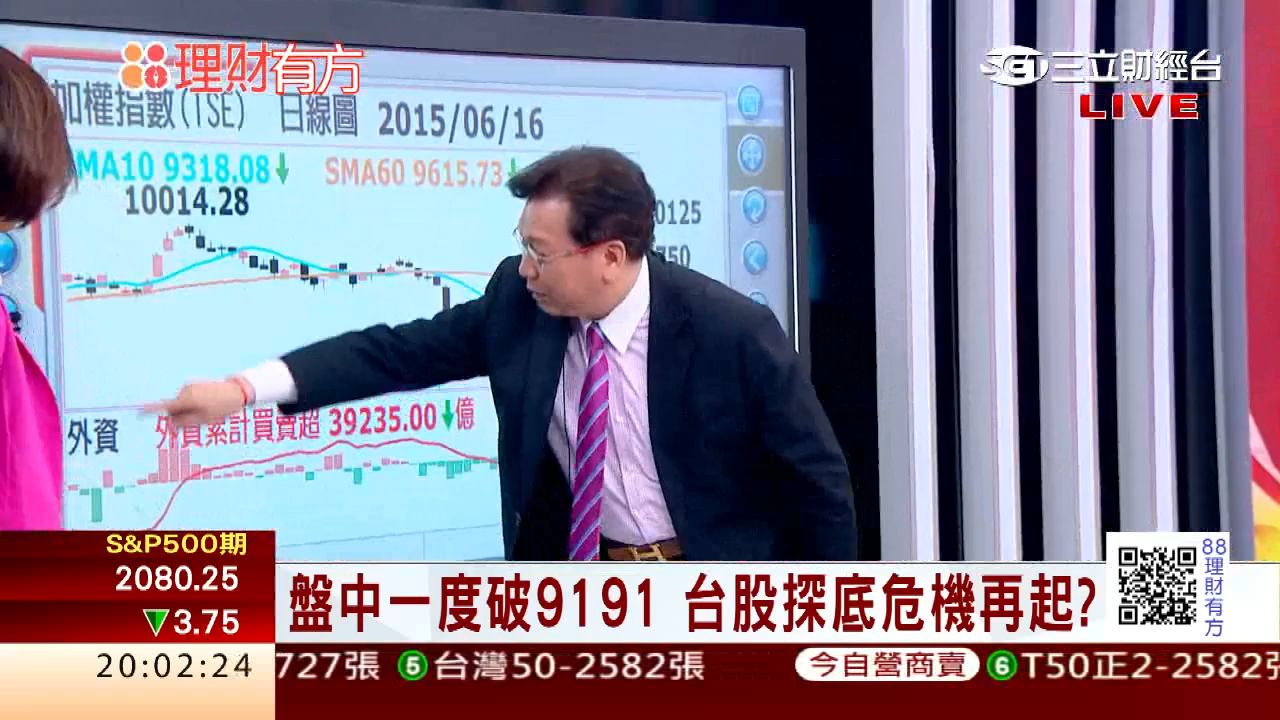 88理財有方
三立財經台
LIVE
加權指數(TSE) 日線圖 2015/06/16
SMA10 9318.08↓ SMA60 9615.73↓
10014.28
外資 外資累計買賣超 39235.00↓億
S&P500期
2080.25
▼3.75
盤中一度破9191 台股探底危機再起?
88理財有方
20:02:24
727張 5台灣50-2582張 今自營商賣 6T50正2-2582張